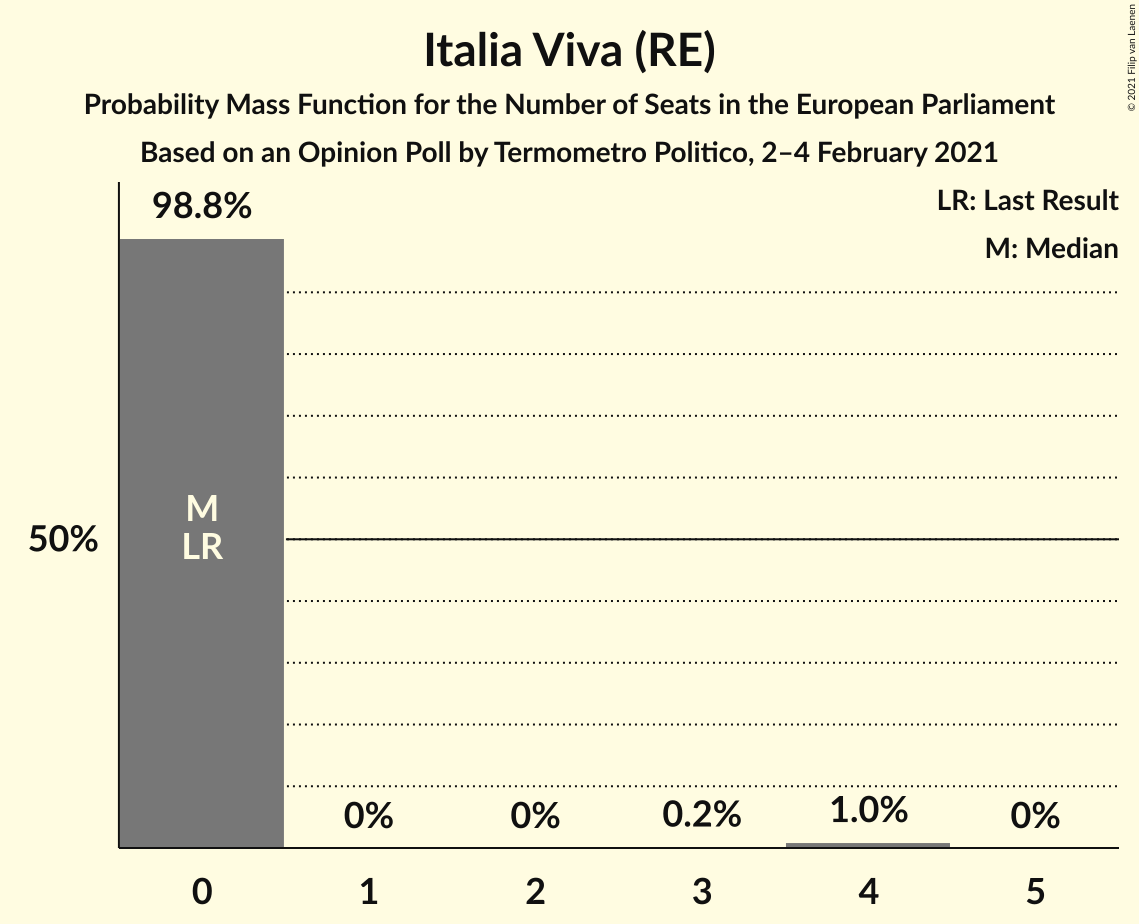 Italia Viva (RE)
Probability Mass Function for the Number of Seats in the European Parliament
Based on an Opinion Poll by Termometro Politico, 2–4 February 2021
© 2021 Filip van Laenen
LR: Last Result
M: Median
98.8%
M
LR
50%
0%
0%
0.2%
1.0%
0%
0
1
2
3
4
5